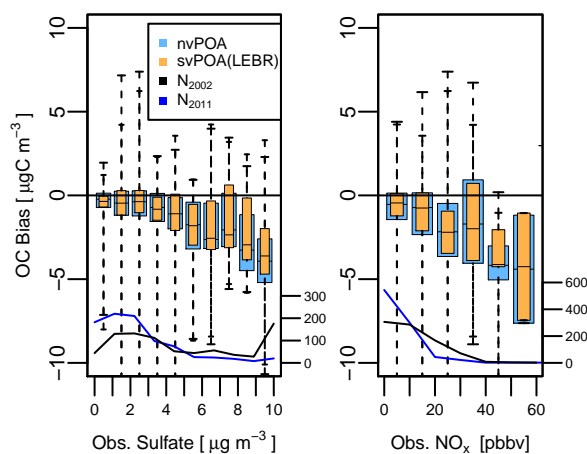 nvPOA
svPOA(LEBR)
N2002
N2011
OC Bias [ μgC m−3 ]
10
5
0
−5
−10
300
200
100
0
0 2 4 6 8 10
Obs. Sulfate [ μg m−3 ]
10
5
0
−5
−10
600
400
200
0
0 20 40 60
Obs. NOx [pbbv]